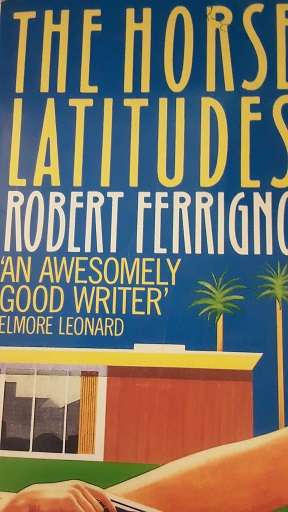 THE HORSE
LATITUDES
ROBERT FERRIGNO
'AN AWESOMELY
GOOD WRITER'
ELMORE LEONARD